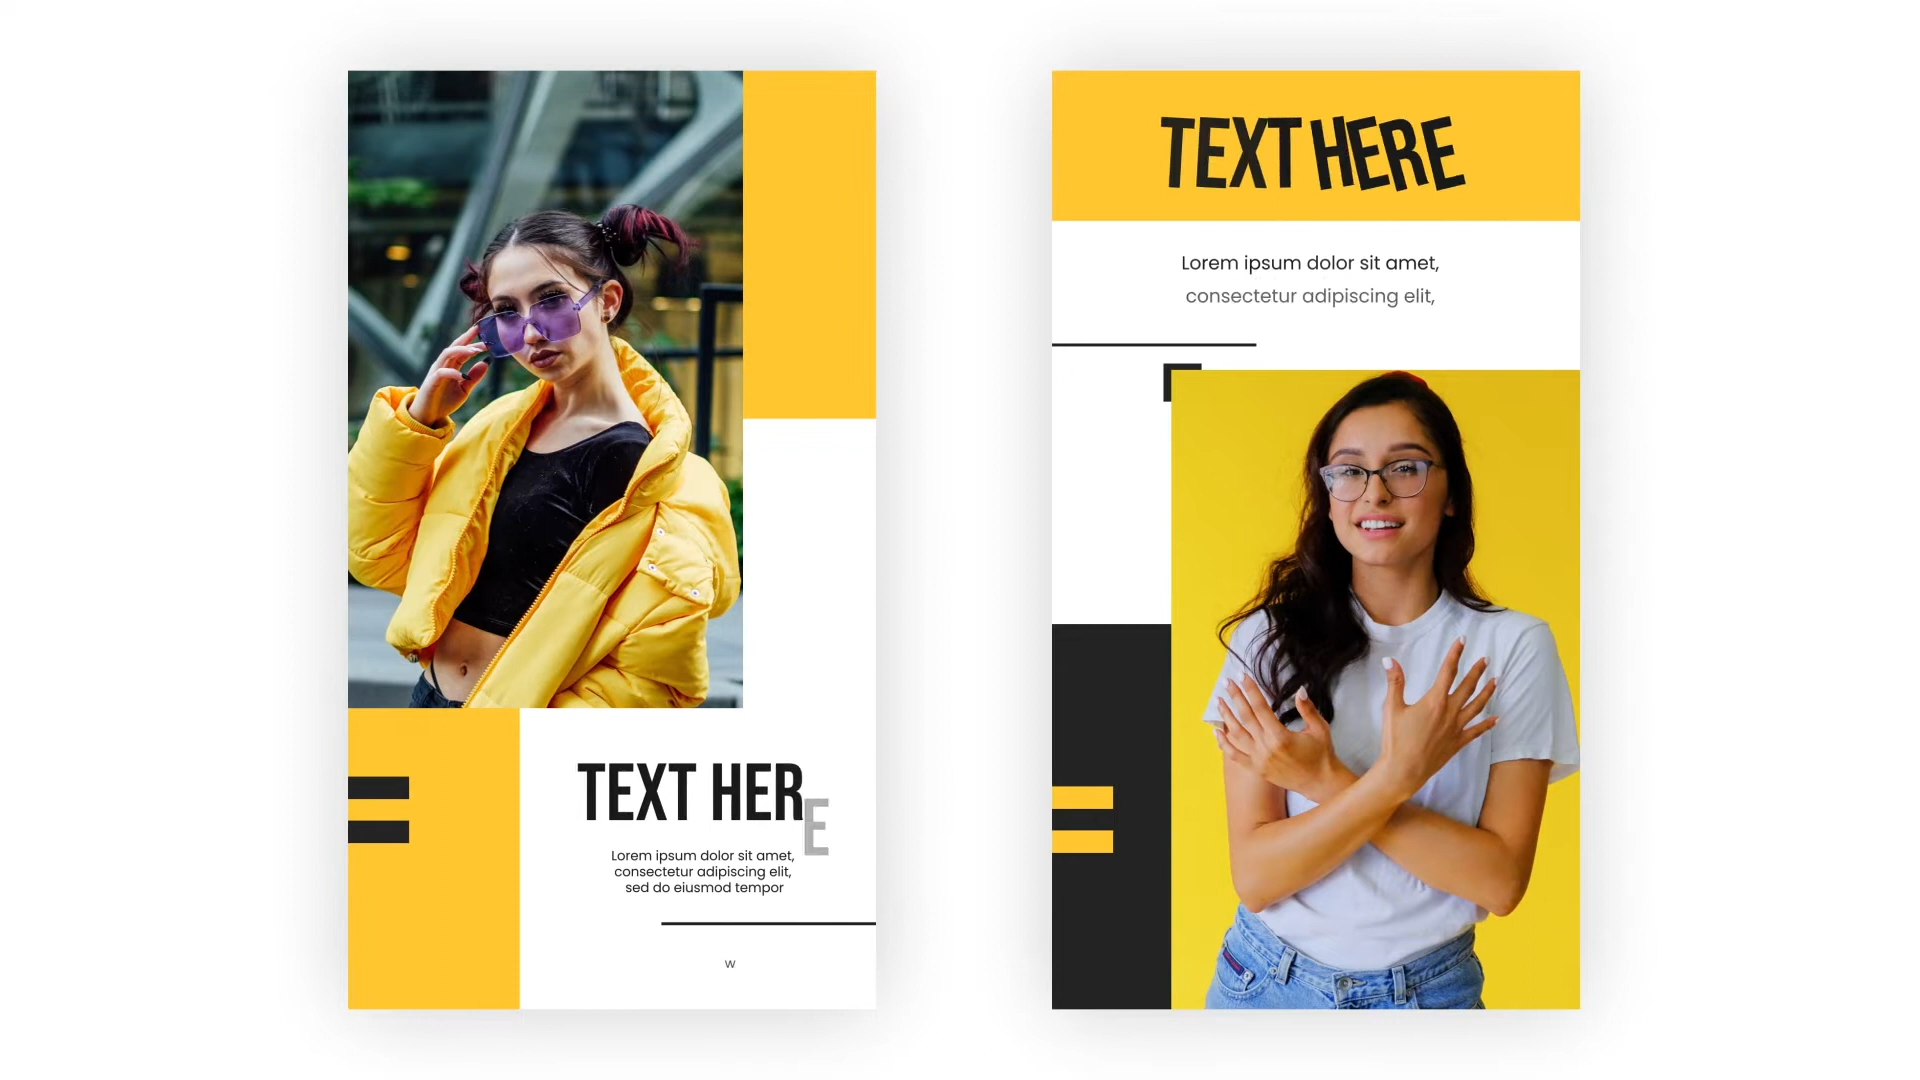 TEXT HERE
Lorem ipsum dolor sit amet,
consectetur adipiscing elit,
sed do eiusmod tempor
w
TEXT HERE
Lorem ipsum dolor sit amet,
consectetur adipiscing elit,